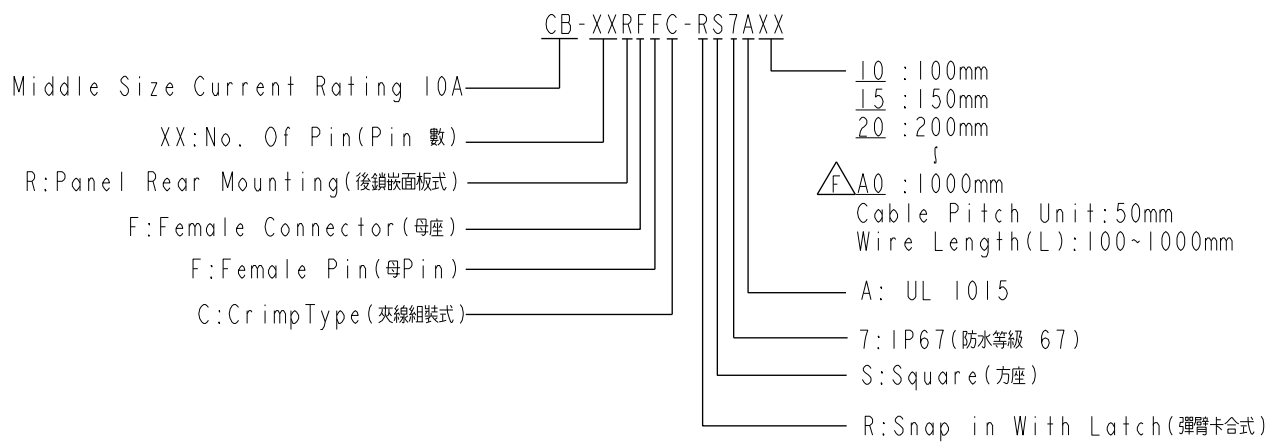 CB-XXRFFC-RS7AXX
Middle Size Current Rating 10A
XX:No. Of Pin(Pin 數)
R:Panel Rear Mounting(後鎖嵌面板式)
F:Female Connector(母座)
F:Female Pin(母Pin)
C:CrimpType(夾線組裝式)
10 :100mm
15 :150mm
20 :200mm
∫
F A0 :1000mm
Cable Pitch Unit:50mm
Wire Length(L):100~1000mm
A: UL 1015
7:IP67(防水等級 67)
S:Square(方座)
R:Snap in With Latch(彈臂卡合式)